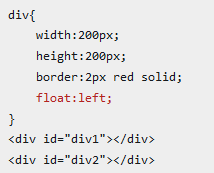 div{
    width:200px;
    height:200px;
    border:2px red solid;
    float:left;
}
<div id="div1"></div>
<div id="div2"></div>